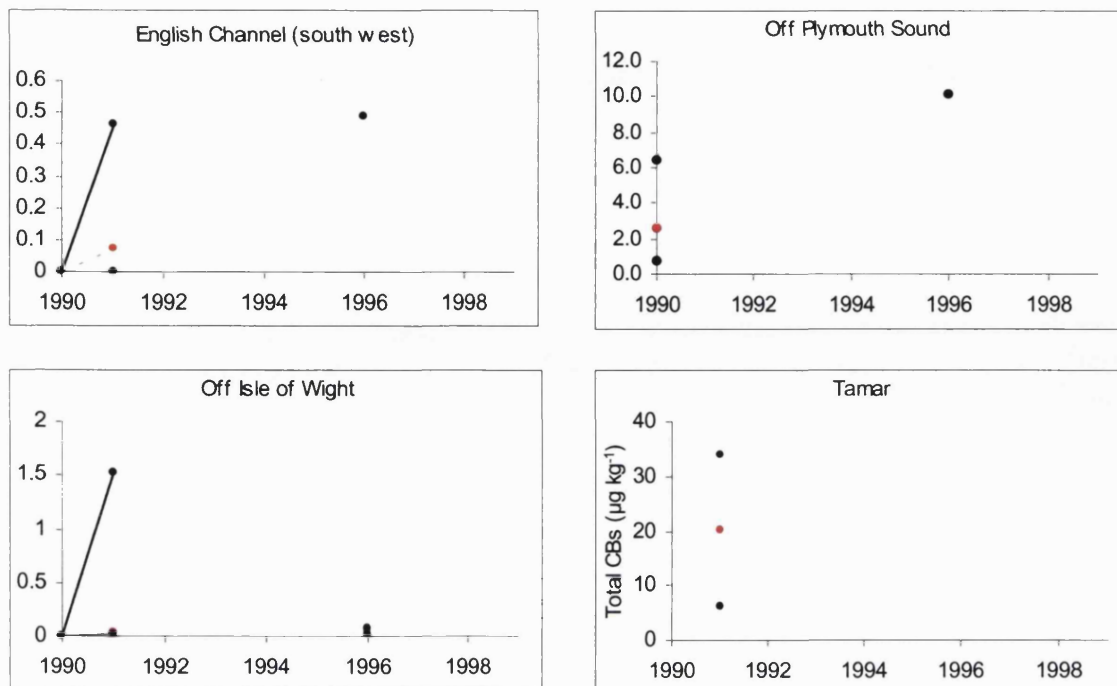 English Channel (south west)
0.6
0.5
0.4
0.3
0.2
0.1
0
1990 1992 1994 1996 1998
Off Plymouth Sound
12.0
10.0
8.0
6.0
4.0
2.0
0.0
1990 1992 1994 1996 1998
Off Isle of Wight
2
1.5
1
0.5
0
1990 1992 1994 1996 1998
Tamar
Total CBs (µg kg⁻¹)
40
30
20
10
0
1990 1992 1994 1996 1998